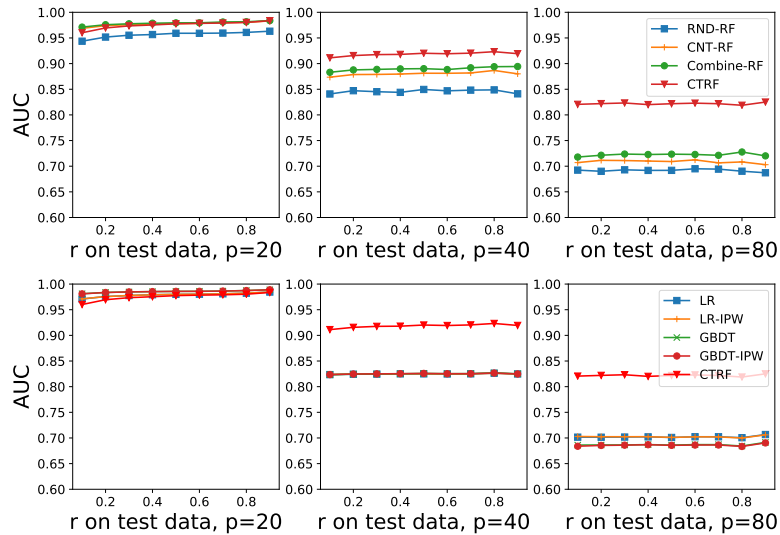 1.00 1.00 1.00
0.95 0.95 0.95 RND-RF
0.90 0.90 0.90 CNT-RF
0.85 0.85 0.85 Combine-RF
0.80 0.80 0.80 CTRF
0.75 0.75 0.75
0.70 0.70 0.70
0.65 0.65 0.65
0.60 0.60 0.60
AUC
0.2 0.4 0.6 0.8 0.2 0.4 0.6 0.8 0.2 0.4 0.6 0.8
r on test data, p=20 r on test data, p=40 r on test data, p=80
1.00 1.00 1.00
0.95 0.95 0.95 LR
0.90 0.90 0.90 LR-IPW
0.85 0.85 0.85 GBDT
0.80 0.80 0.80 GBDT-IPW
0.75 0.75 0.75 CTRF
0.70 0.70 0.70
0.65 0.65 0.65
0.60 0.60 0.60
AUC
0.2 0.4 0.6 0.8 0.2 0.4 0.6 0.8 0.2 0.4 0.6 0.8
r on test data, p=20 r on test data, p=40 r on test data, p=80